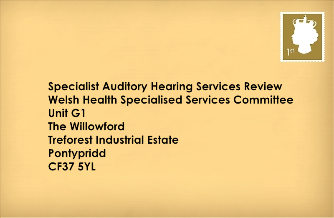 1st
Specialist Auditory Hearing Services Review
Welsh Health Specialised Services Committee
Unit G1
The Willowford
Treforest Industrial Estate
Pontypridd
CF37 5YL